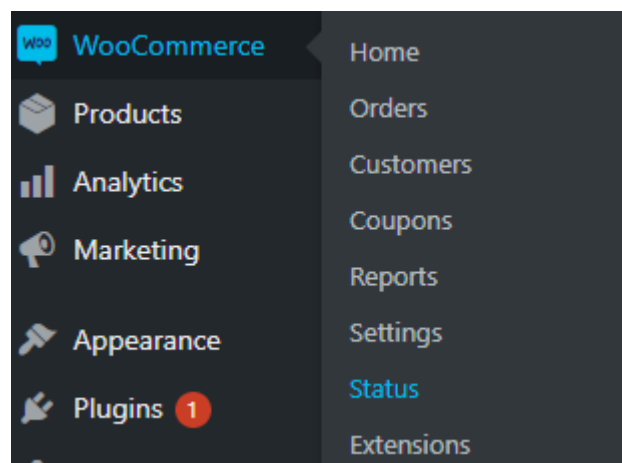 Woo WooCommerce
Products
Analytics
Marketing
Appearance
Plugins 1
Home
Orders
Customers
Coupons
Reports
Settings
Status
Extensions